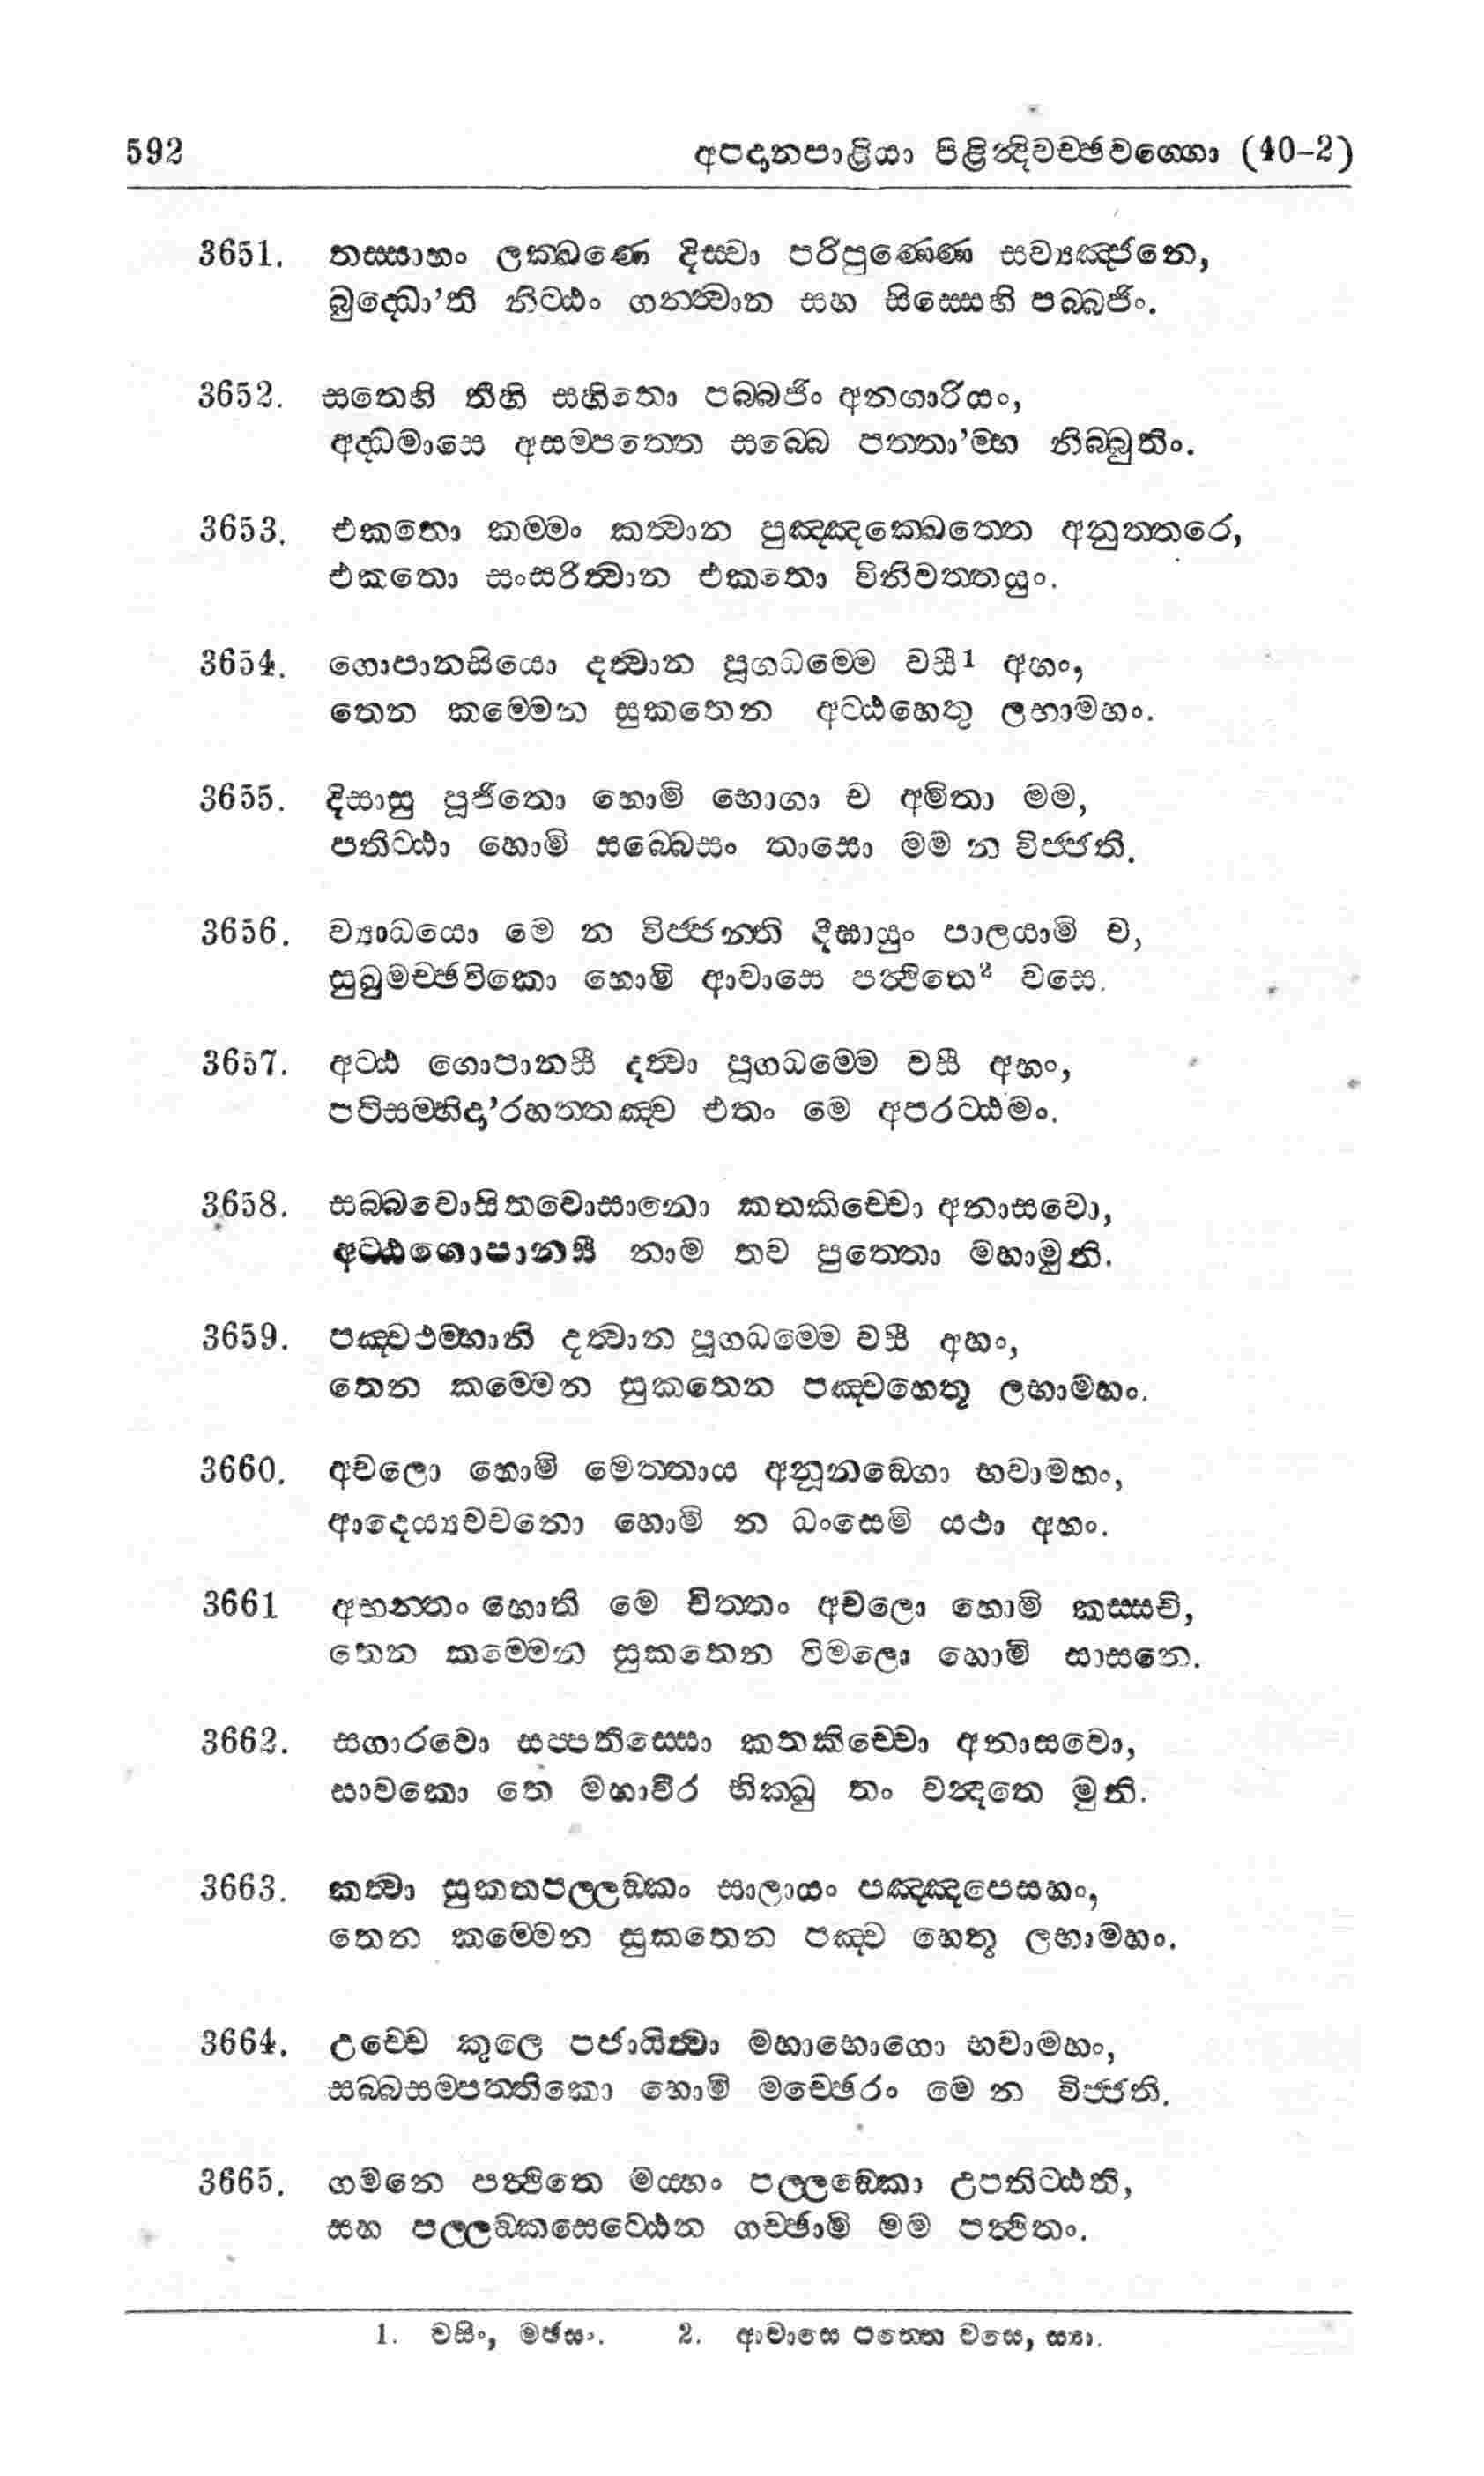 592 අපදානපාළියා පිළින්දිවච්ඡවග්ගො (40-2)
3651. තස්සාහං ලක්ඛණෙ දිස්වා පරිපුණ්ණෙ සව්‍යඤ්ජනෙ,
බුද්ධො’ති නිට්ඨං ගන්ත්වාන සහ සිස්සෙහි පබ්බජිං.
3652. සතෙහි තීහි සහිතො පබ්බජිං අනගාරියං,
අද්ධමාසෙ අසම්පත්තෙ සබ්බෙ පත්තා’ම්භ නිබ්බුතිං.
3653. එකතො කම්මං කත්වාන පුඤ්ඤක්ඛෙත්තෙ අනුත්තරෙ,
එකතො සංසරිත්වාන එකතො විනිවත්තයුං.
3654. ගොපානසියො දත්වාන පූගධම්මෙ වසී1 අහං,
තෙන කම්මෙන සුකතෙන අට්ඨහෙතු ලභාමහං.
3655. දිසාසු පූජිතො හොමි භොගා ච අමිතා මම,
පතිට්ඨා හොමි සබ්බෙසං තාසො මම න විජ්ජති.
3656. ව්‍යාධයො මෙ න විජ්ජන්ති දීඝායුං පාලයාමි ච,
සුඛුමච්ඡවිකො හොමි ආවාසෙ පත්ථිතෙ2 වසෙ.
3657. අට්ඨ ගොපානසී දත්වා පූගධම්මෙ වසී අහං,
පටිසම්භිදා’රහත්තඤ්ච එතං මෙ අපරට්ඨමං.
3658. සබ්බවොසිතවොසානො කතකිච්චො අනාසවො,
අට්ඨගොපානසී නාම තව පුත්තො මහාමුනි.
3659. පඤ්චථම්භානි දත්වාන පූගධම්මෙ වසී අහං,
තෙන කම්මෙන සුකතෙන පඤ්චහෙතූ ලභාමහං.
3660. අචලො හොමි මෙත්තාය අනූනඞ්ගො භවාමහං,
ආදෙය්‍යවචනො හොමි න ධංසෙමි යථා අහං.
3661 අභන්තං හොති මෙ චිත්තං අචලො හොමි කස්සචි,
තෙන කම්මෙන සුකතෙන විමලො හොමි සාසනෙ.
3662. සගාරවො සප්පතිස්සො කතකිච්චො අනාසවො,
සාවකො තෙ මහාවීර භික්ඛු තං වන්දතෙ මුනි.
3663. කත්වා සුකතපල්ලඞ්කං සාලායං පඤ්ඤපෙසහං,
තෙන කම්මෙන සුකතෙන පඤ්ච හෙතූ ලභාමහං.
3664. උච්චෙ කුලෙ පජායිත්වා මහාභොගො භවාමහං,
සබ්බසම්පත්තිකො හොමි මච්ඡෙරං මෙ න විජ්ජති.
3665. ගමනෙ පත්ථිතෙ මය්හං පල්ලඞ්කො උපතිට්ඨති,
සහ පල්ලඞ්කසෙට්ඨෙන ගච්ඡාමි මම පත්ථිතං.
1. වසිං, මඡසං. 2. ආවාසෙ පත්තෙ වසෙ, ස්‍යා.